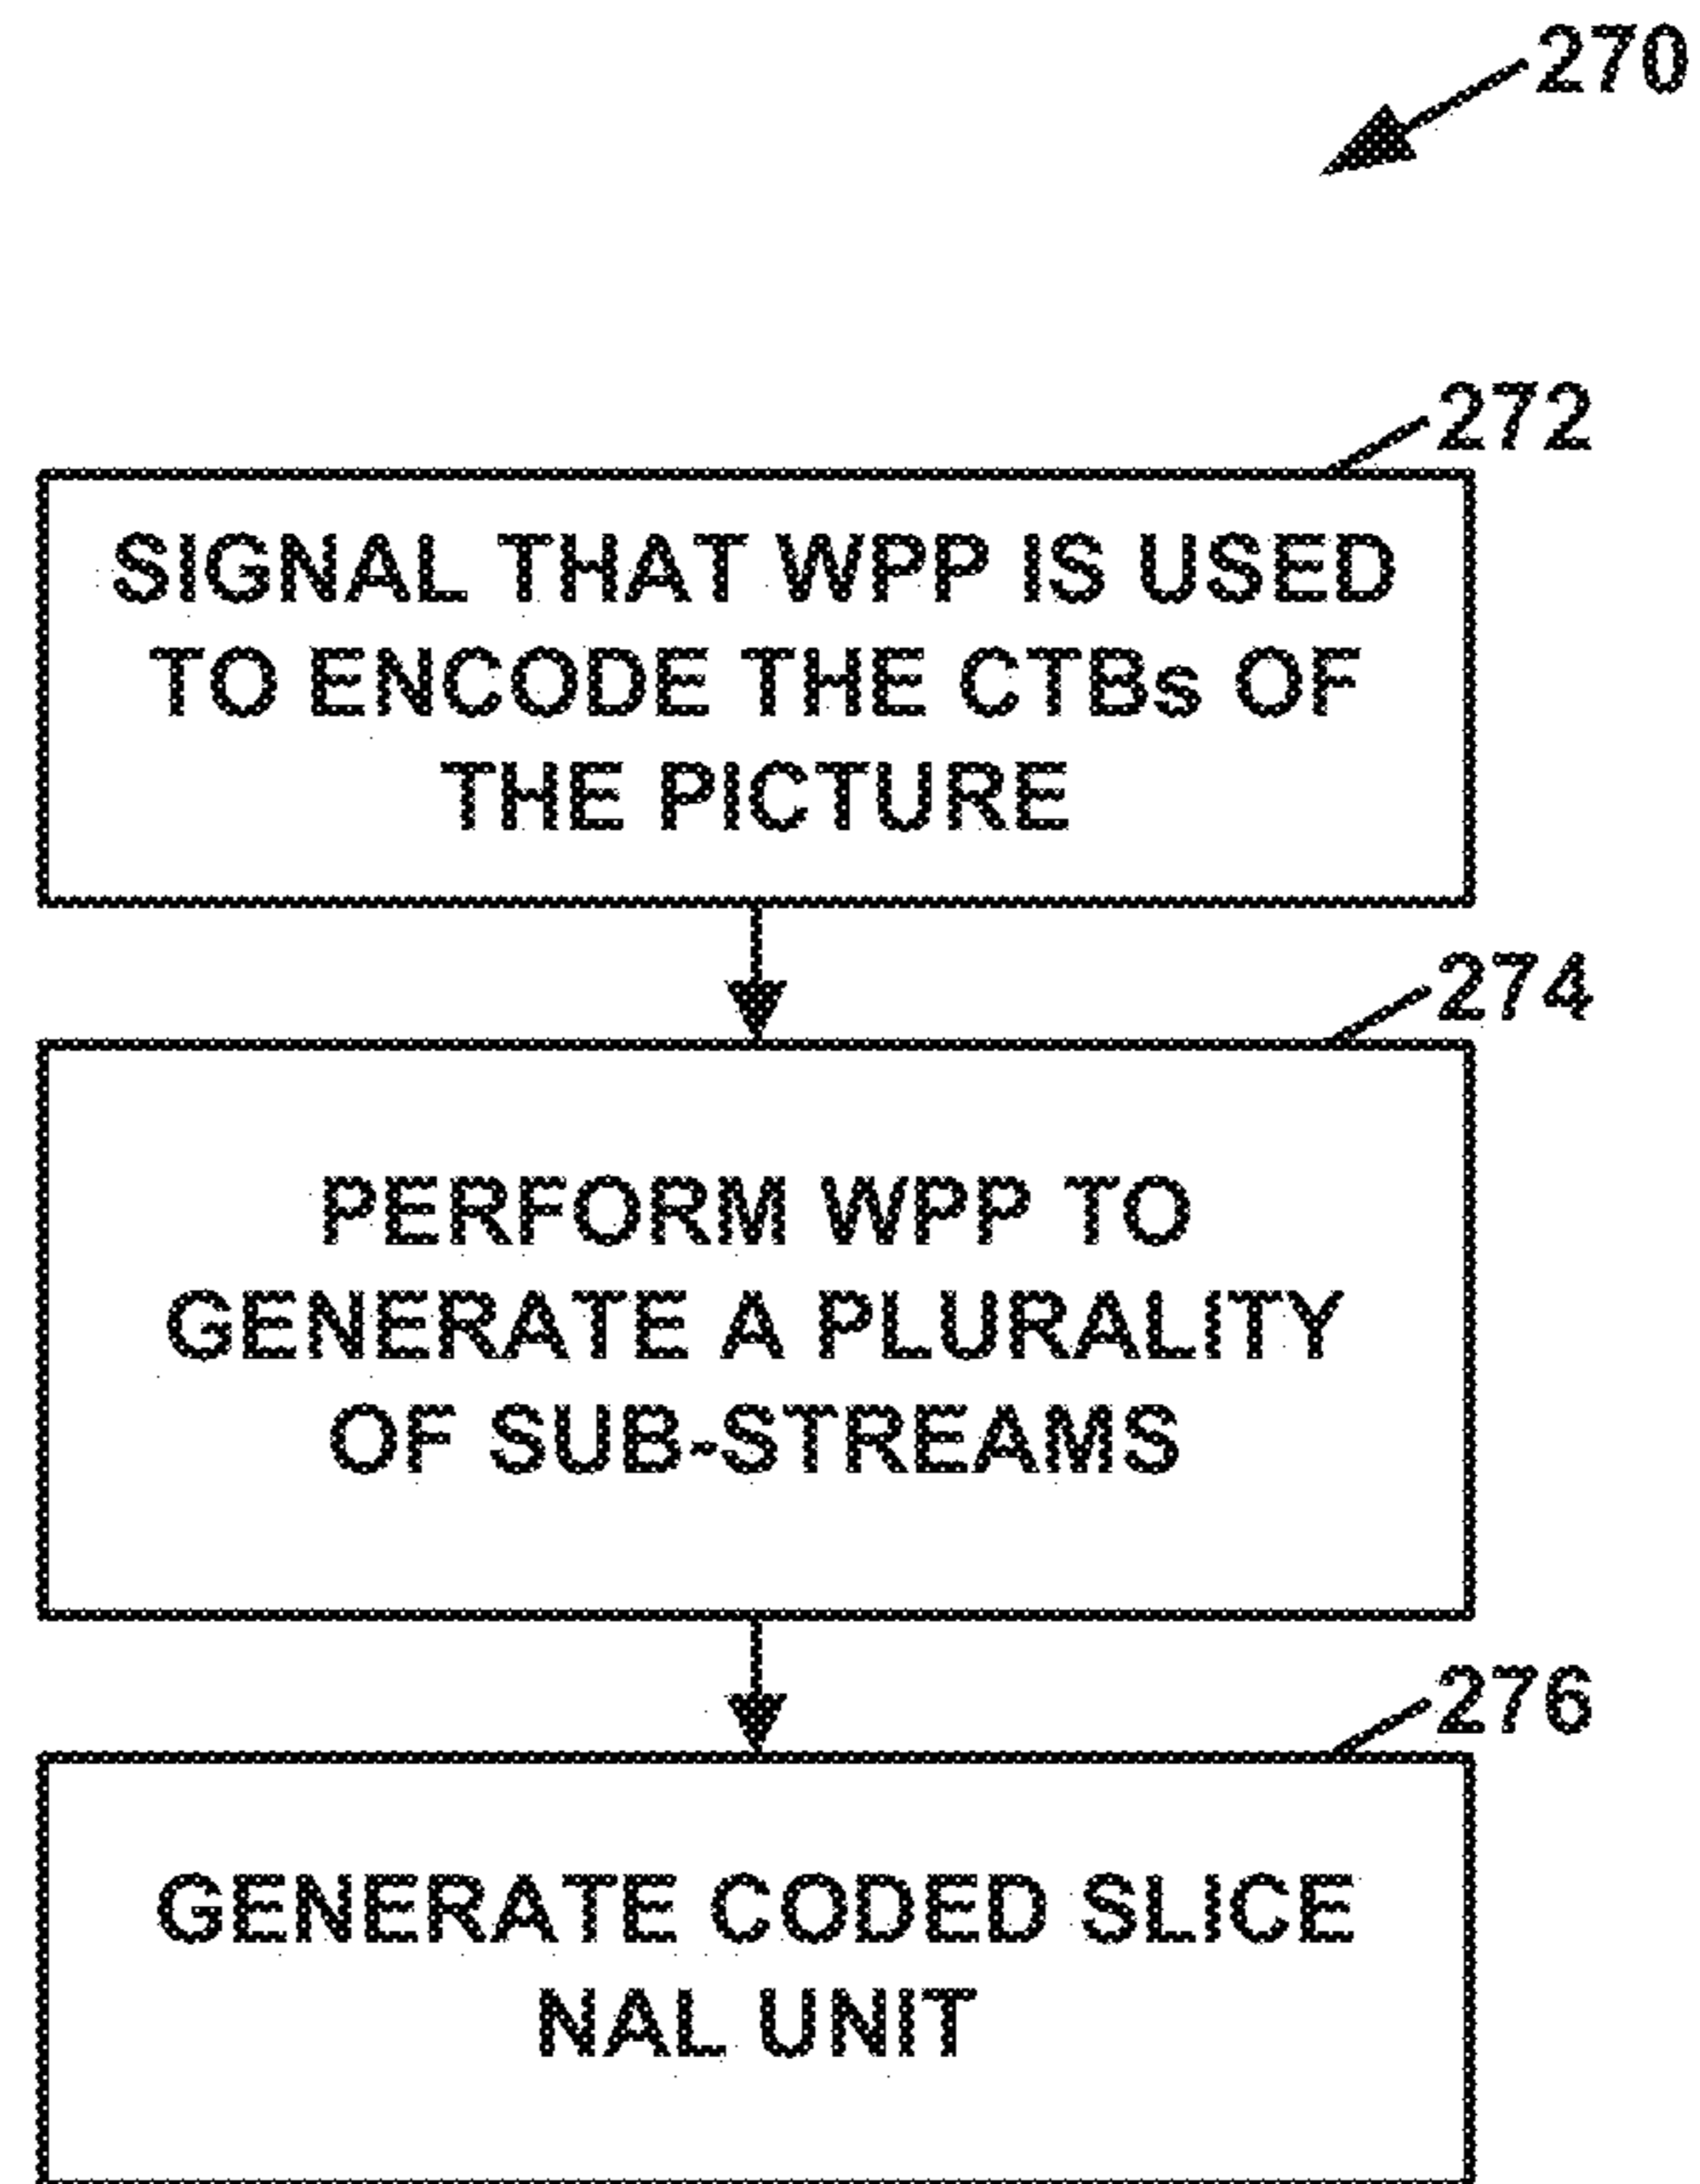 270
272
SIGNAL THAT WPP IS USED
TO ENCODE THE CTBs OF
THE PICTURE
274
PERFORM WPP TO
GENERATE A PLURALITY
OF SUB-STREAMS
276
GENERATE CODED SLICE
NAL UNIT